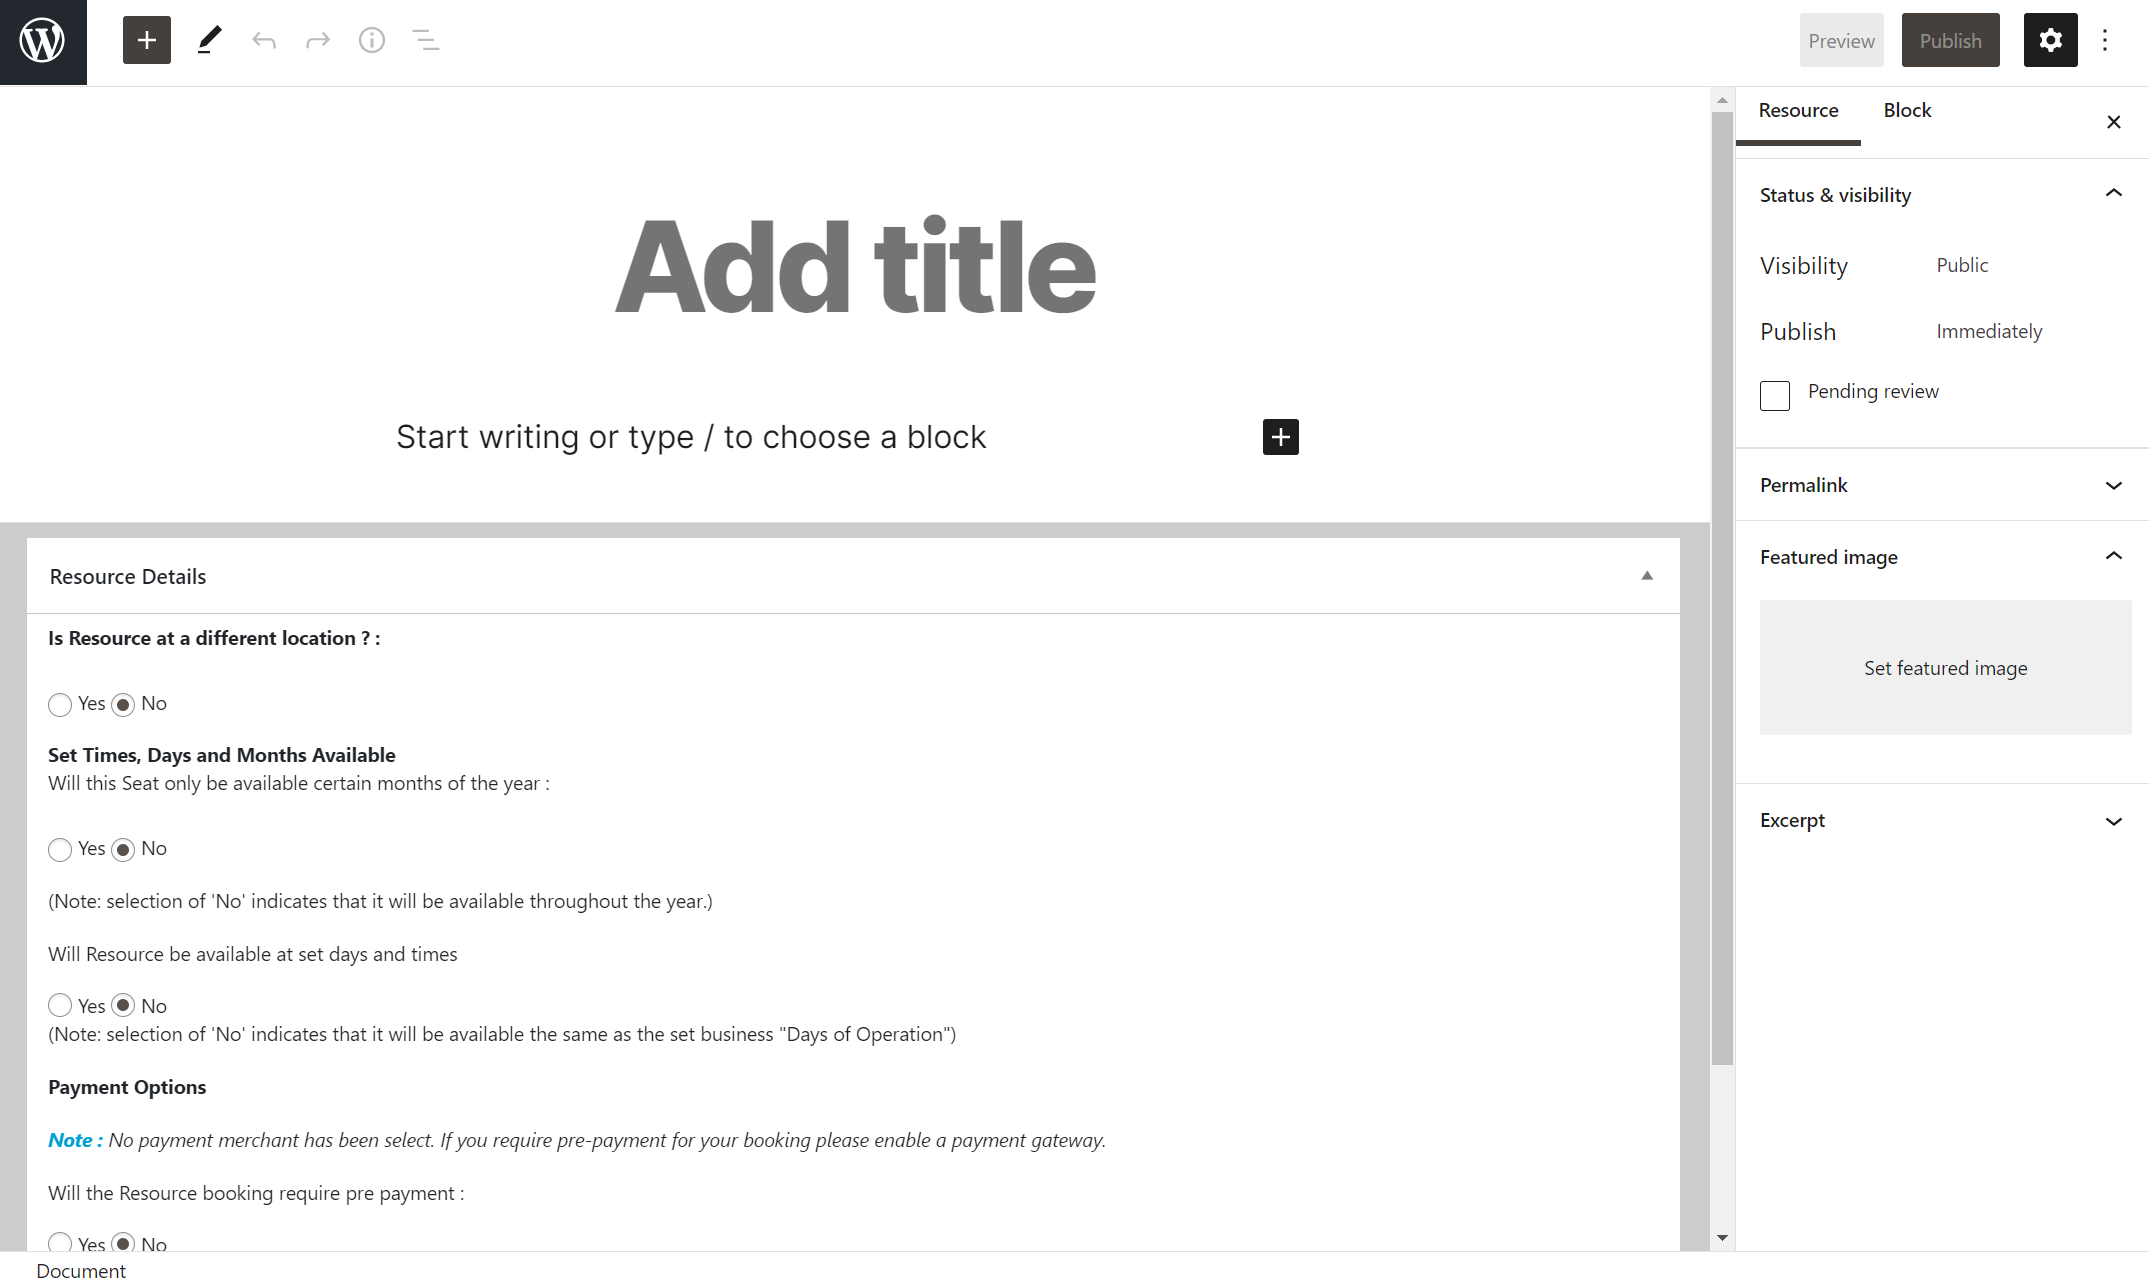 Preview
Publish
Resource
Block
Add title
Start writing or type / to choose a block
Status & visibility
Visibility
Public
Publish
Immediately
Pending review
Permalink
Featured image
Set featured image
Excerpt
Resource Details
Is Resource at a different location ? :
Yes No
Set Times, Days and Months Available
Will this Seat only be available certain months of the year :
Yes No
(Note: selection of 'No' indicates that it will be available throughout the year.)
Will Resource be available at set days and times
Yes No
(Note: selection of 'No' indicates that it will be available the same as the set business "Days of Operation")
Payment Options
Note : No payment merchant has been select. If you require pre-payment for your booking please enable a payment gateway.
Will the Resource booking require pre payment :
Yes No
Document